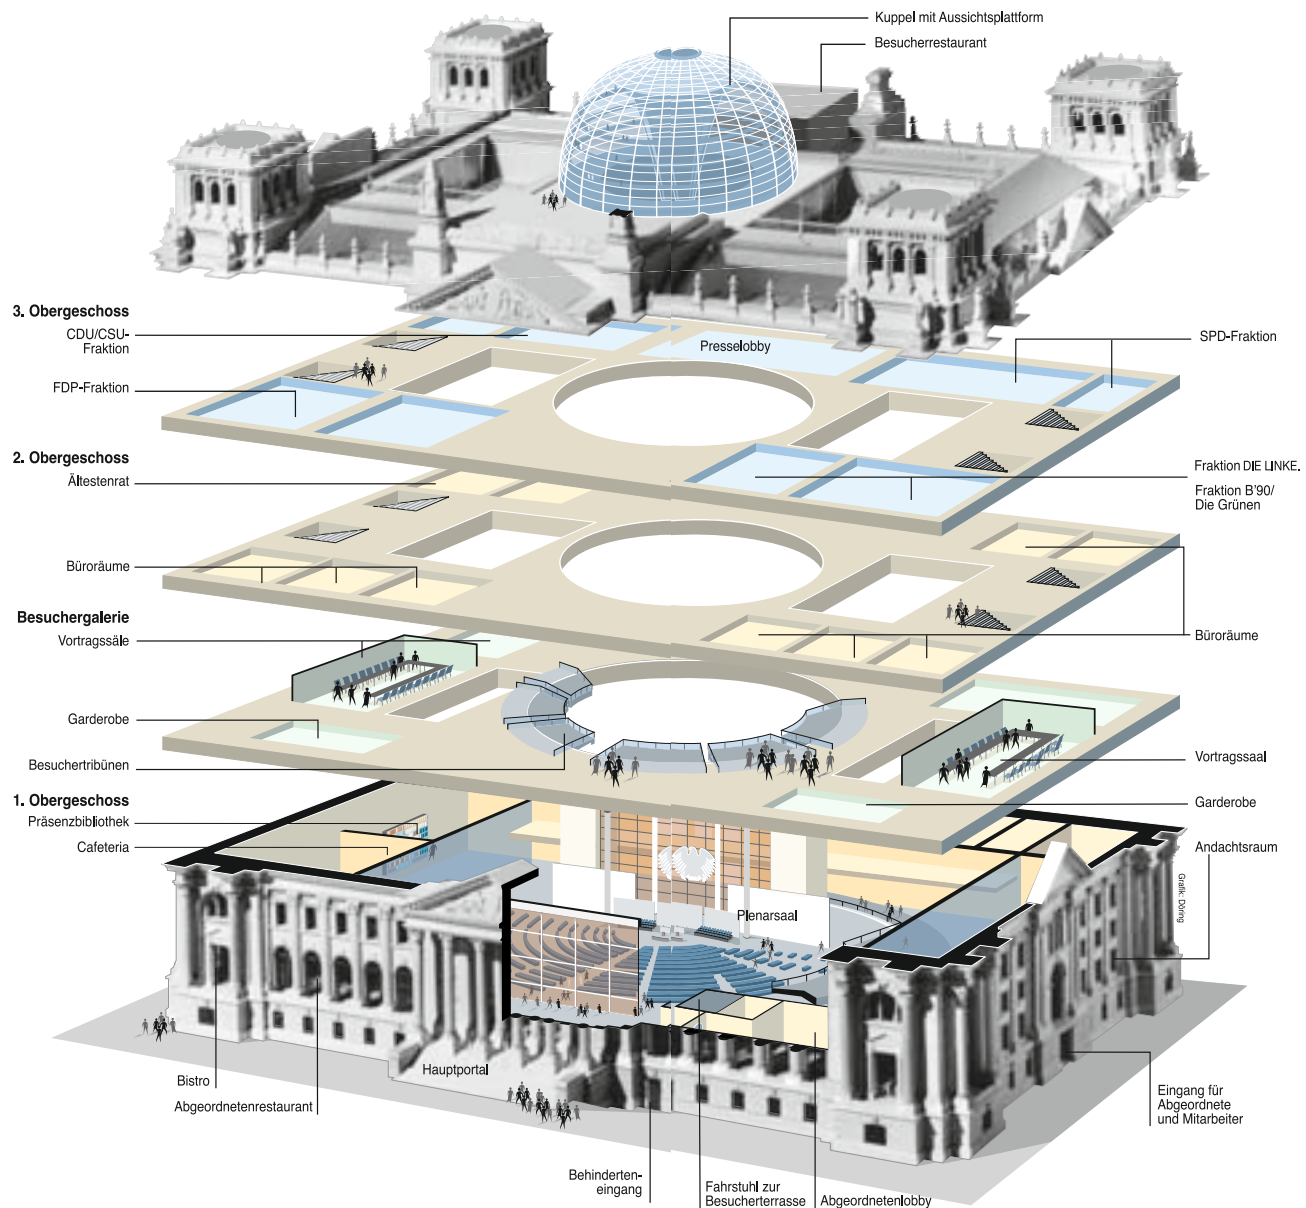 Kuppel mit Aussichtsplattform
Besucherrestaurant
3. Obergeschoss
CDU/CSU-
Fraktion
Presselobby
SPD-Fraktion
FDP-Fraktion
2. Obergeschoss
Ältestenrat
Fraktion DIE LINKE.
Fraktion B'90/
Die Grünen
Büroräume
Besuchergalerie
Vortragssäle
Büroräume
Garderobe
Besuchertribünen
Vortragssaal
1. Obergeschoss
Präsenzbibliothek
Garderobe
Cafeteria
Andachtsraum
Grafik: Döring
Plenarsaal
Hauptportal
Bistro
Abgeordnetenrestaurant
Eingang für
Abgeordnete
und Mitarbeiter
Behinderten-
eingang
Fahrstuhl zur
Besucherterrasse
Abgeordnetenlobby